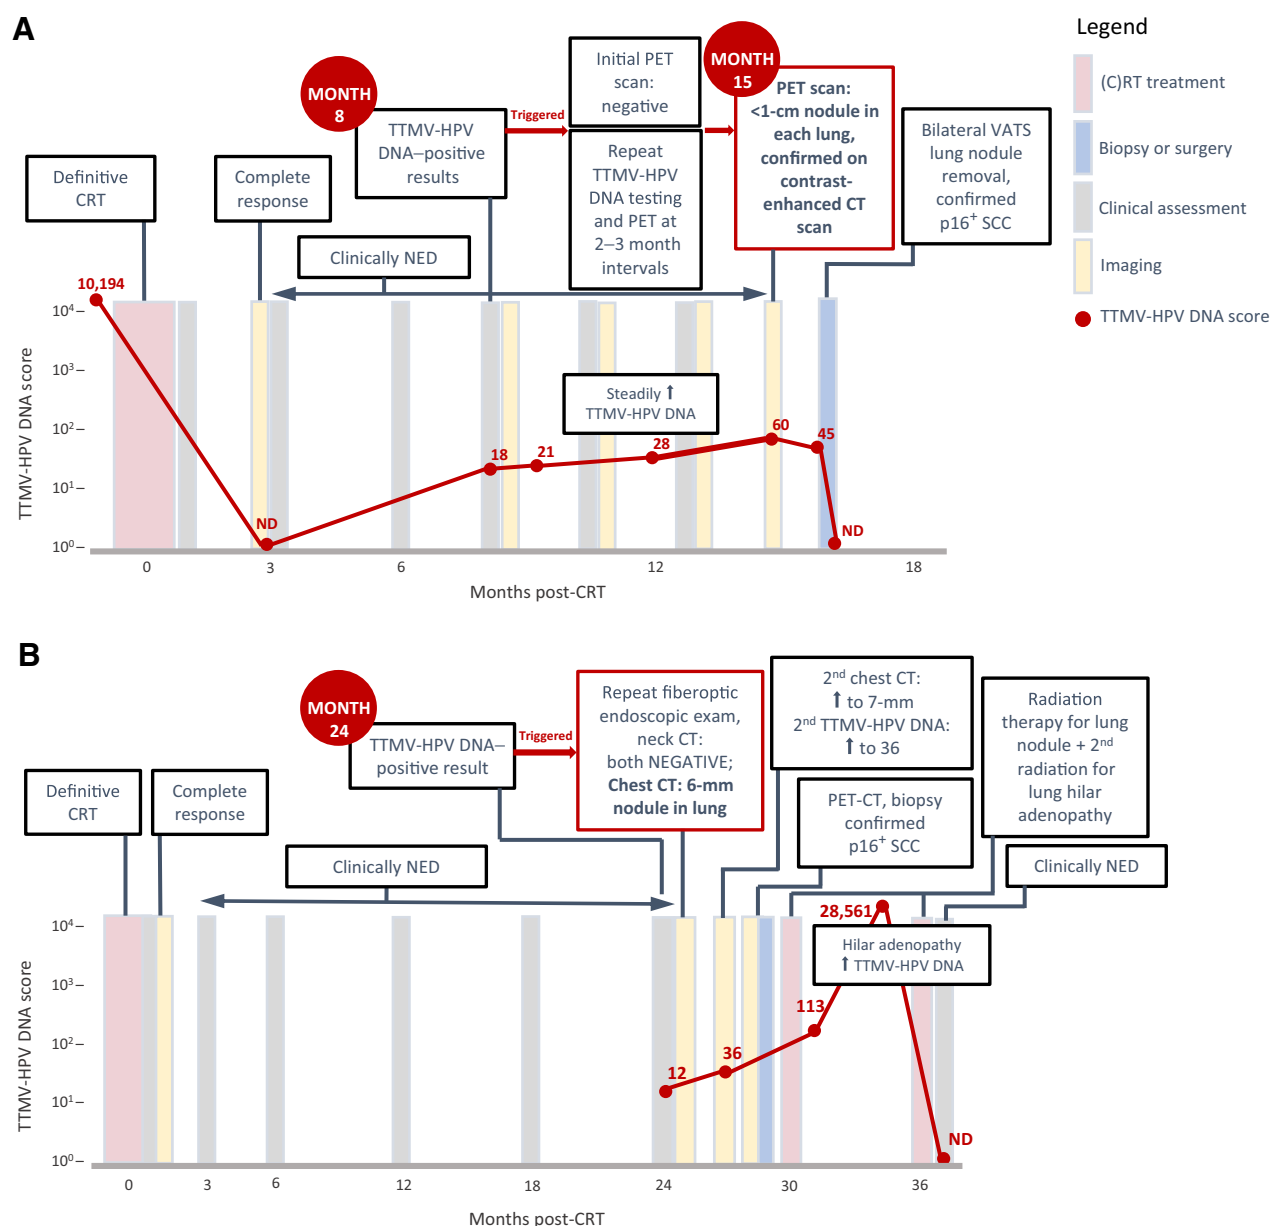 A
Legend
(C)RT treatment
Biopsy or surgery
Clinical assessment
Imaging
TTMV-HPV DNA score
MONTH
8
TTMV-HPV
DNA–positive
results
Triggered
Initial PET
scan:
negative
Repeat
TTMV-HPV
DNA testing
and PET at
2–3 month
intervals
MONTH
15
PET scan:
<1-cm nodule in
each lung,
confirmed on
contrast-
enhanced CT
scan
Bilateral VATS
lung nodule
removal,
confirmed
p16+ SCC
Definitive
CRT
Complete
response
Clinically NED
10,194
ND
18
21
28
60
45
ND
Steadily ⬆
TTMV-HPV DNA
TTMV-HPV DNA score
10⁴
10³
10²
10¹
10⁰
0 3 6 12 18
Months post-CRT
B
MONTH
24
TTMV-HPV DNA–
positive result
Triggered
Repeat fiberoptic
endoscopic exam,
neck CT:
both NEGATIVE;
Chest CT: 6-mm
nodule in lung
2nd chest CT:
⬆ to 7-mm
2nd TTMV-HPV DNA:
⬆ to 36
PET-CT, biopsy
confirmed
p16+ SCC
Radiation
therapy for lung
nodule + 2nd
radiation for
lung hilar
adenopathy
Clinically NED
Definitive
CRT
Complete
response
Clinically NED
28,561
Hilar adenopathy
⬆ TTMV-HPV DNA
12
36
113
ND
TTMV-HPV DNA score
10⁴
10³
10²
10¹
10⁰
0 3 6 12 18 24 30 36
Months post-CRT